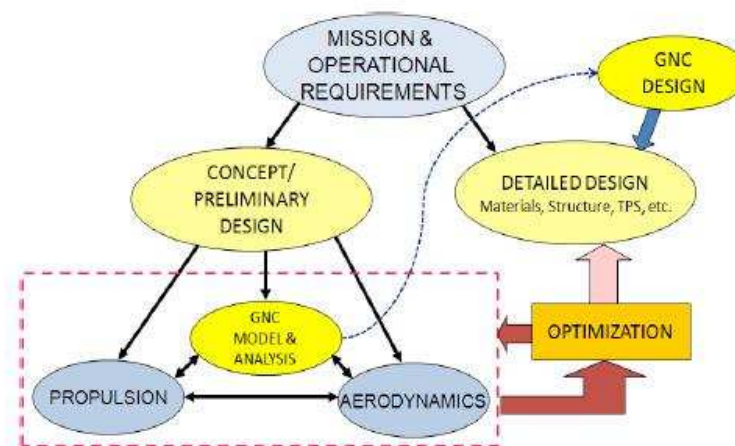 MISSION &
OPERATIONAL
REQUIREMENTS
GNC
DESIGN
CONCEPT/
PRELIMINARY
DESIGN
DETAILED DESIGN
Materials, Structure, TPS, etc.
GNC
MODEL &
ANALYSIS
OPTIMIZATION
PROPULSION
AERODYNAMICS